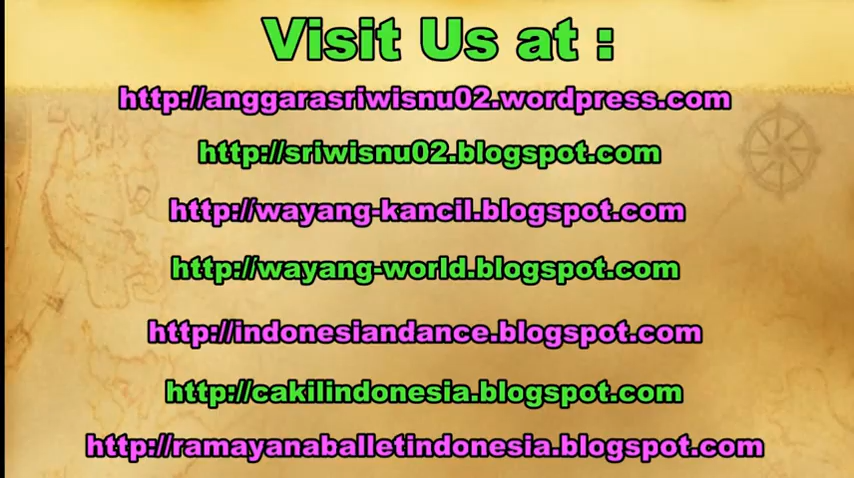 Visit Us at :
http://anggarasriwisnu02.wordpress.com
http://sriwisnu02.blogspot.com
http://wayang-kancil.blogspot.com
http://wayang-world.blogspot.com
http://indonesiandance.blogspot.com
http://cakilindonesia.blogspot.com
http://ramayanaballetindonesia.blogspot.com